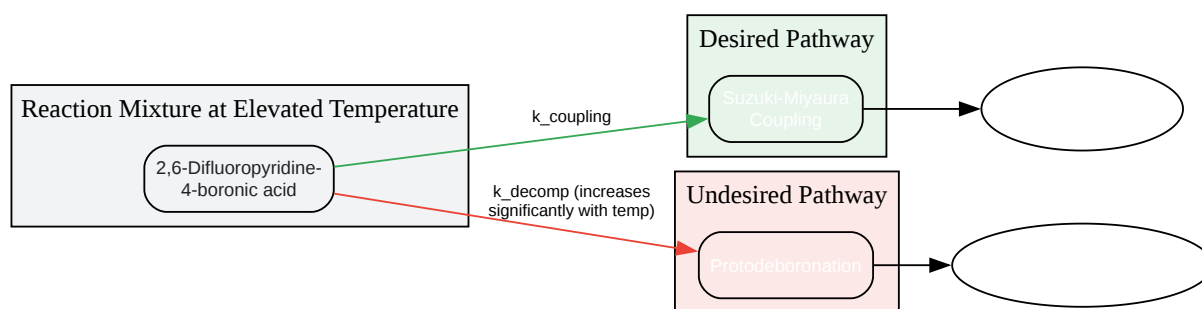 Reaction Mixture at Elevated Temperature
2,6-Difluoropyridine-
4-boronic acid
k_coupling
k_decomp (increases
significantly with temp)
Desired Pathway
Suzuki-Miyaura
Coupling
Undesired Pathway
Protodeboronation